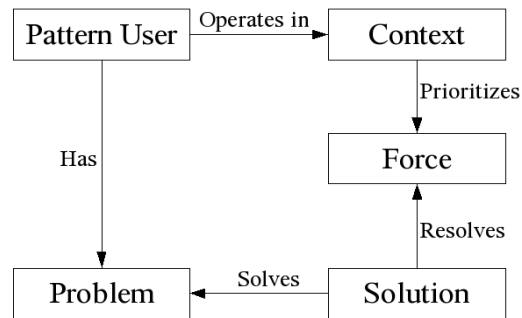 Operates in
Pattern User
Context
Prioritizes
Has
Force
Resolves
Solves
Problem
Solution